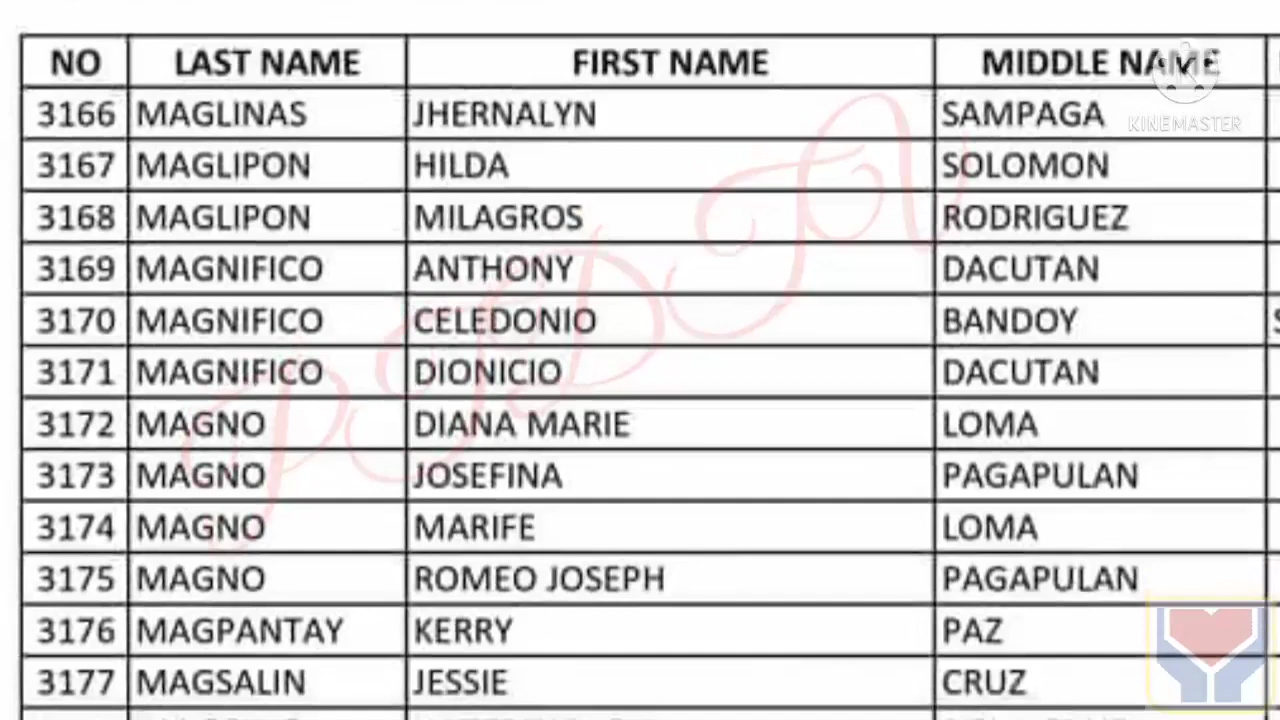 NO LAST NAME FIRST NAME MIDDLE NAME
3166 MAGLINAS JHERNALYN SAMPAGA
KINEMASTER
3167 MAGLIPON HILDA SOLOMON
3168 MAGLIPON MILAGROS RODRIGUEZ
3169 MAGNIFICO ANTHONY DACUTAN
3170 MAGNIFICO CELEDONIO BANDOY
3171 MAGNIFICO DIONICIO DACUTAN
3172 MAGNO DIANA MARIE LOMA
3173 MAGNO JOSEFINA PAGAPULAN
3174 MAGNO MARIFE LOMA
3175 MAGNO ROMEO JOSEPH PAGAPULAN
3176 MAGPANTAY KERRY PAZ
3177 MAGSALIN JESSIE CRUZ